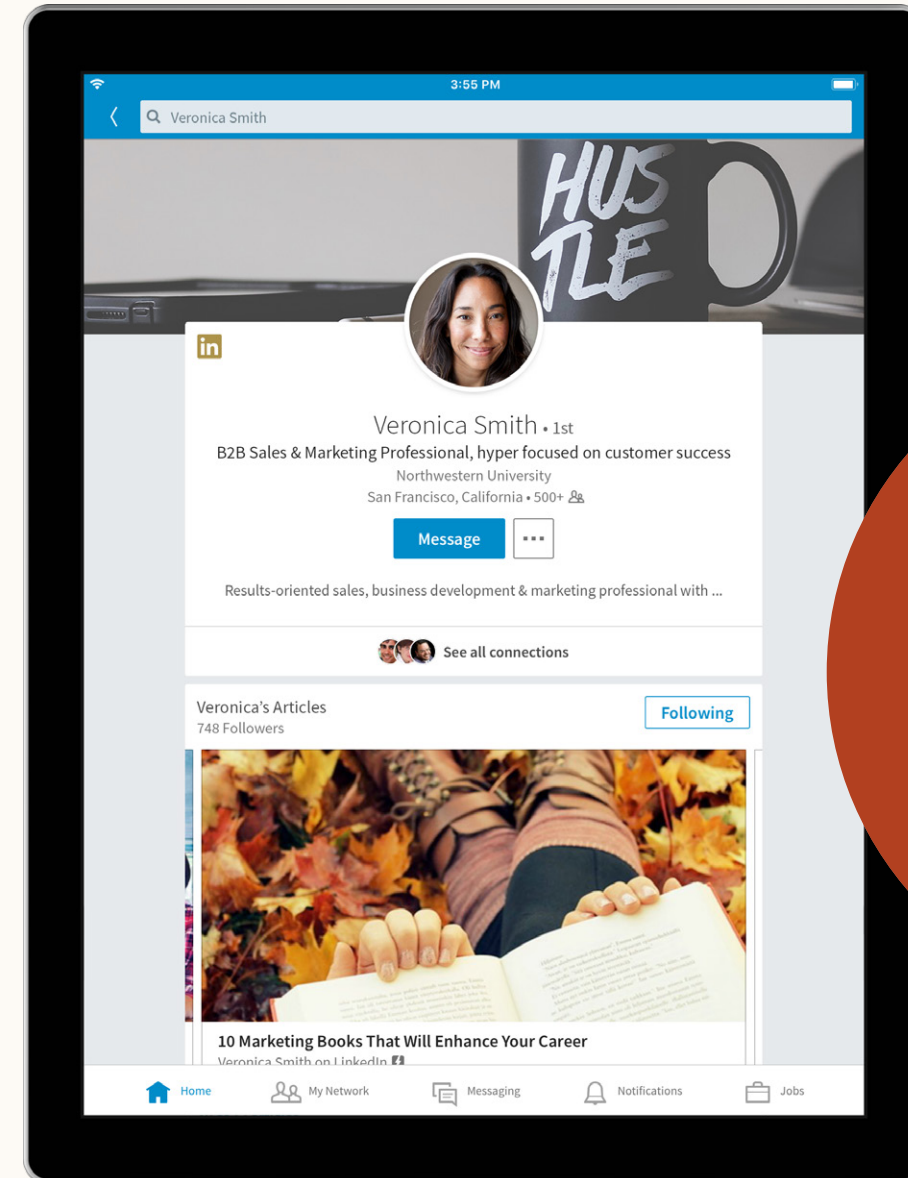 3:55 PM
Veronica Smith
HUS
TLE
in
Veronica Smith • 1st
B2B Sales & Marketing Professional, hyper focused on customer success
Northwestern University
San Francisco, California • 500+
Message
Results-oriented sales, business development & marketing professional with ...
See all connections
Veronica’s Articles
748 Followers
Following
10 Marketing Books That Will Enhance Your Career
Veronica Smith on LinkedIn
Home
My Network
Messaging
Notifications
Jobs